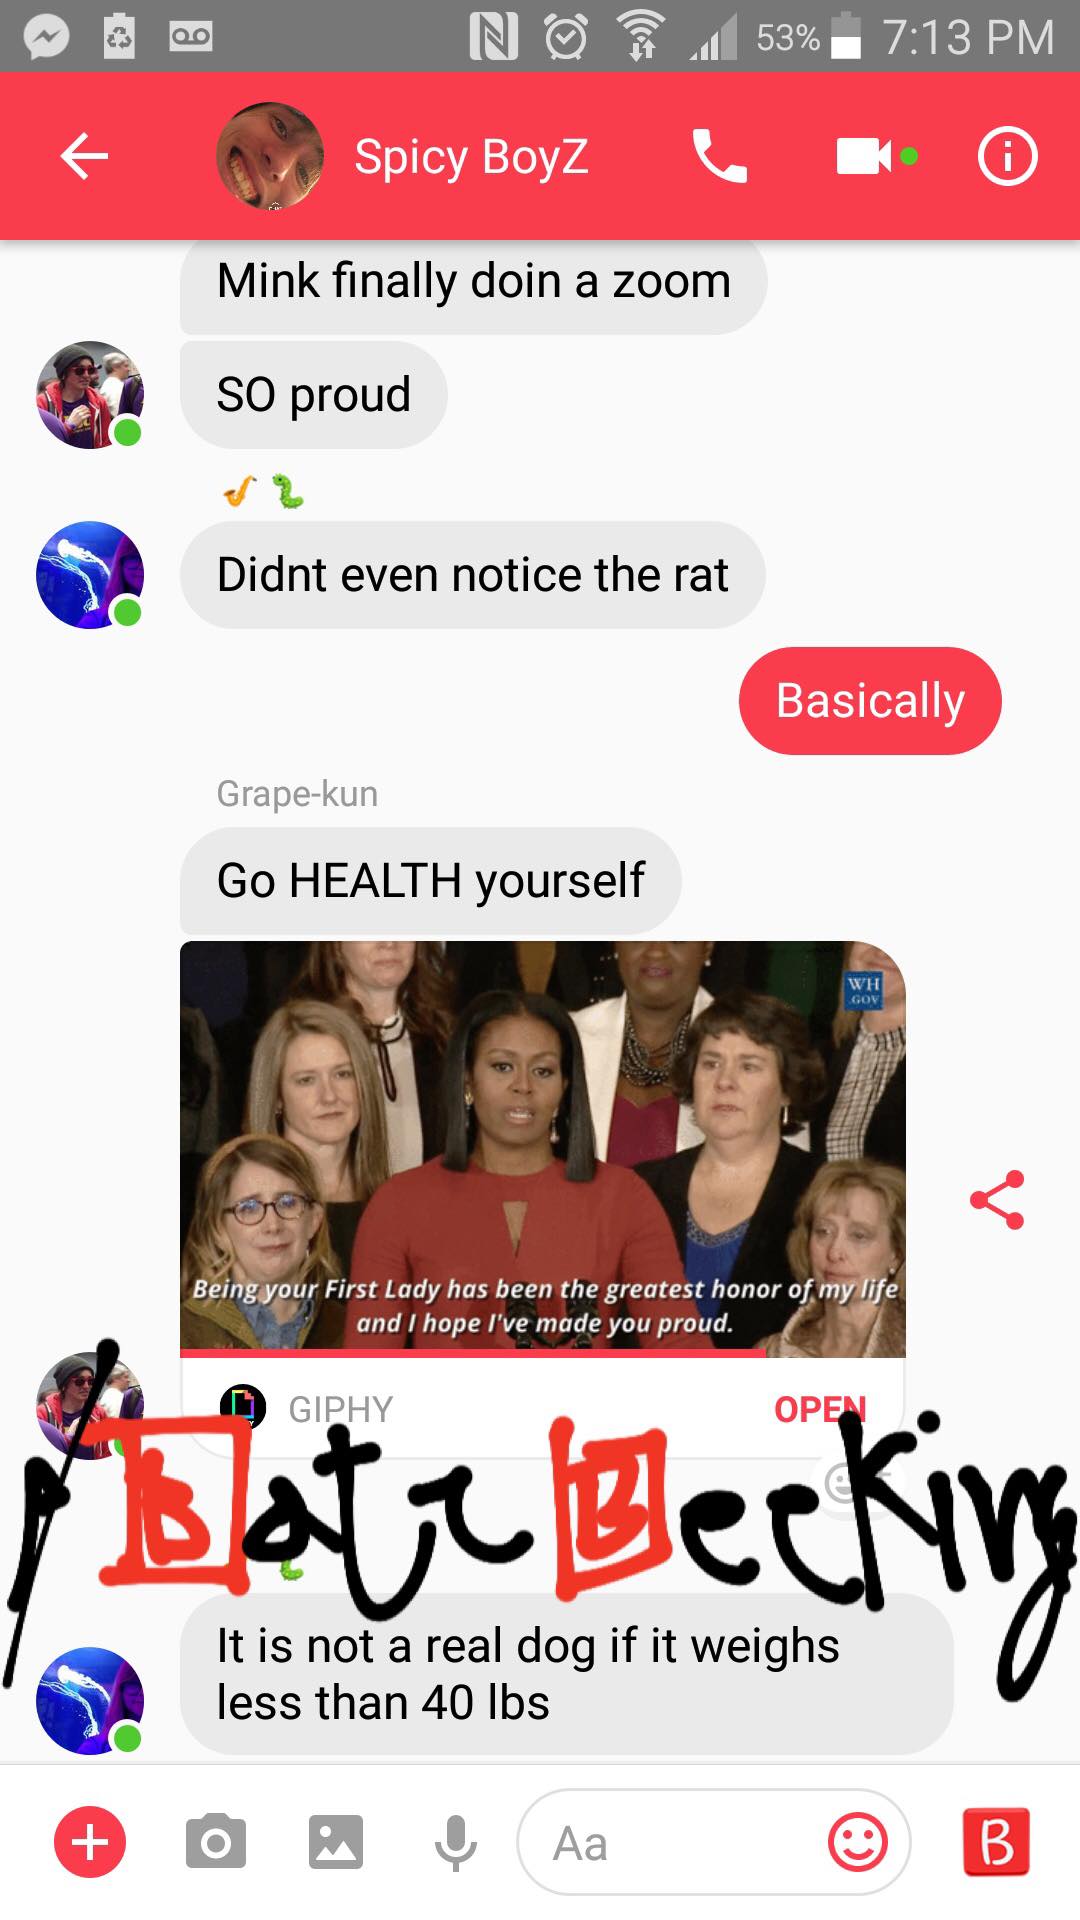 53% 7:13 PM
Spicy BoyZ
Mink finally doin a zoom
SO proud
Didnt even notice the rat
Basically
Grape-kun
Go HEALTH yourself
WH
.GOV
Being your First Lady has been the greatest honor of my life
and I hope I've made you proud.
GIPHY OPEN
It is not a real dog if it weighs
less than 40 lbs
Aa B